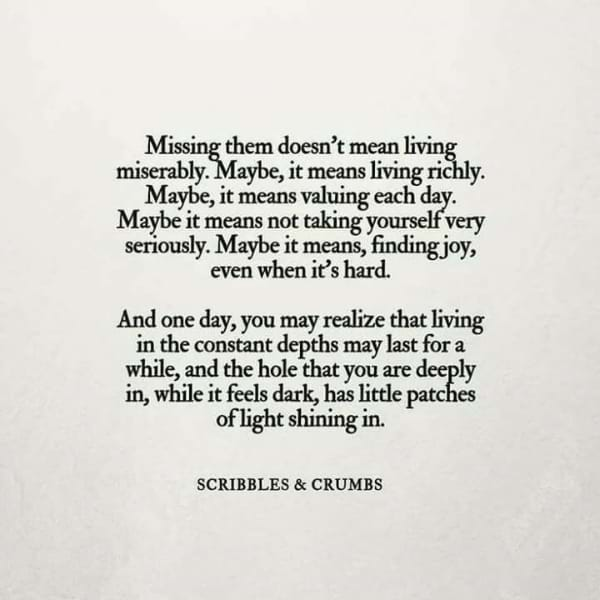 Missing them doesn't mean living
miserably. Maybe, it means living richly.
Maybe, it means valuing each day.
Maybe it means not taking yourself very
seriously. Maybe it means, finding joy,
even when it's hard.
And one day, you may realize that living
in the constant depths may last for a
while, and the hole that you are deeply
in, while it feels dark, has little patches
of light shining in.
SCRIBBLES & CRUMBS